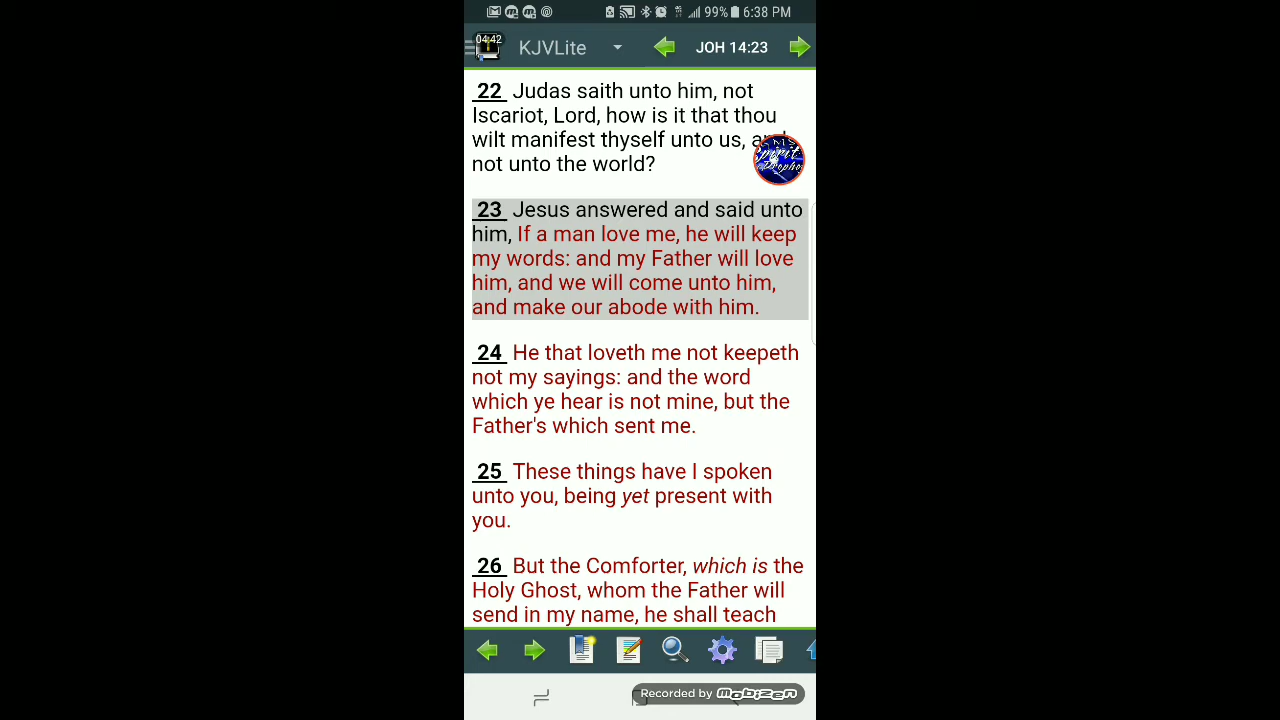 99% 6:38 PM
04:42
KJVLite
JOH 14:23
22 Judas saith unto him, not
Iscariot, Lord, how is it that thou
wilt manifest thyself unto us, and
not unto the world?
23 Jesus answered and said unto
him, If a man love me, he will keep
my words: and my Father will love
him, and we will come unto him,
and make our abode with him.
24 He that loveth me not keepeth
not my sayings: and the word
which ye hear is not mine, but the
Father's which sent me.
25 These things have I spoken
unto you, being yet present with
you.
26 But the Comforter, which is the
Holy Ghost, whom the Father will
send in my name, he shall teach
Recorded by Mobizen